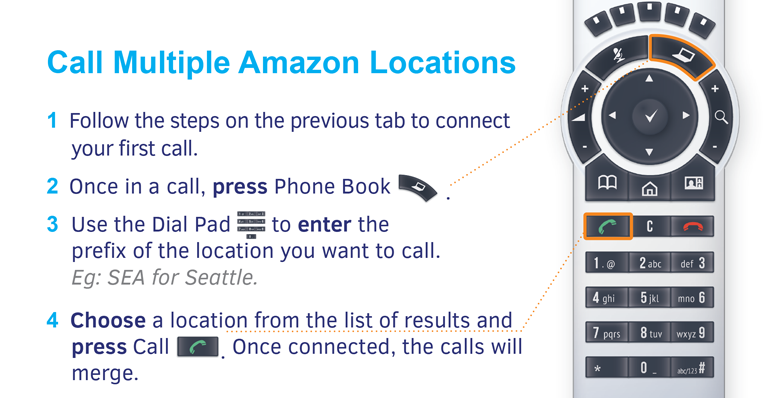 Call Multiple Amazon Locations
1 Follow the steps on the previous tab to connect
your first call.
2 Once in a call, press Phone Book .
3 Use the Dial Pad to enter the
prefix of the location you want to call.
Eg: SEA for Seattle.
4 Choose a location from the list of results and
press Call . Once connected, the calls will
merge.
+ +
- -
C
1 . @ 2 abc def 3
4 ghi 5 jkl mno 6
7 pqrs 8 tuv wxyz 9
* 0 _ abc/123 #